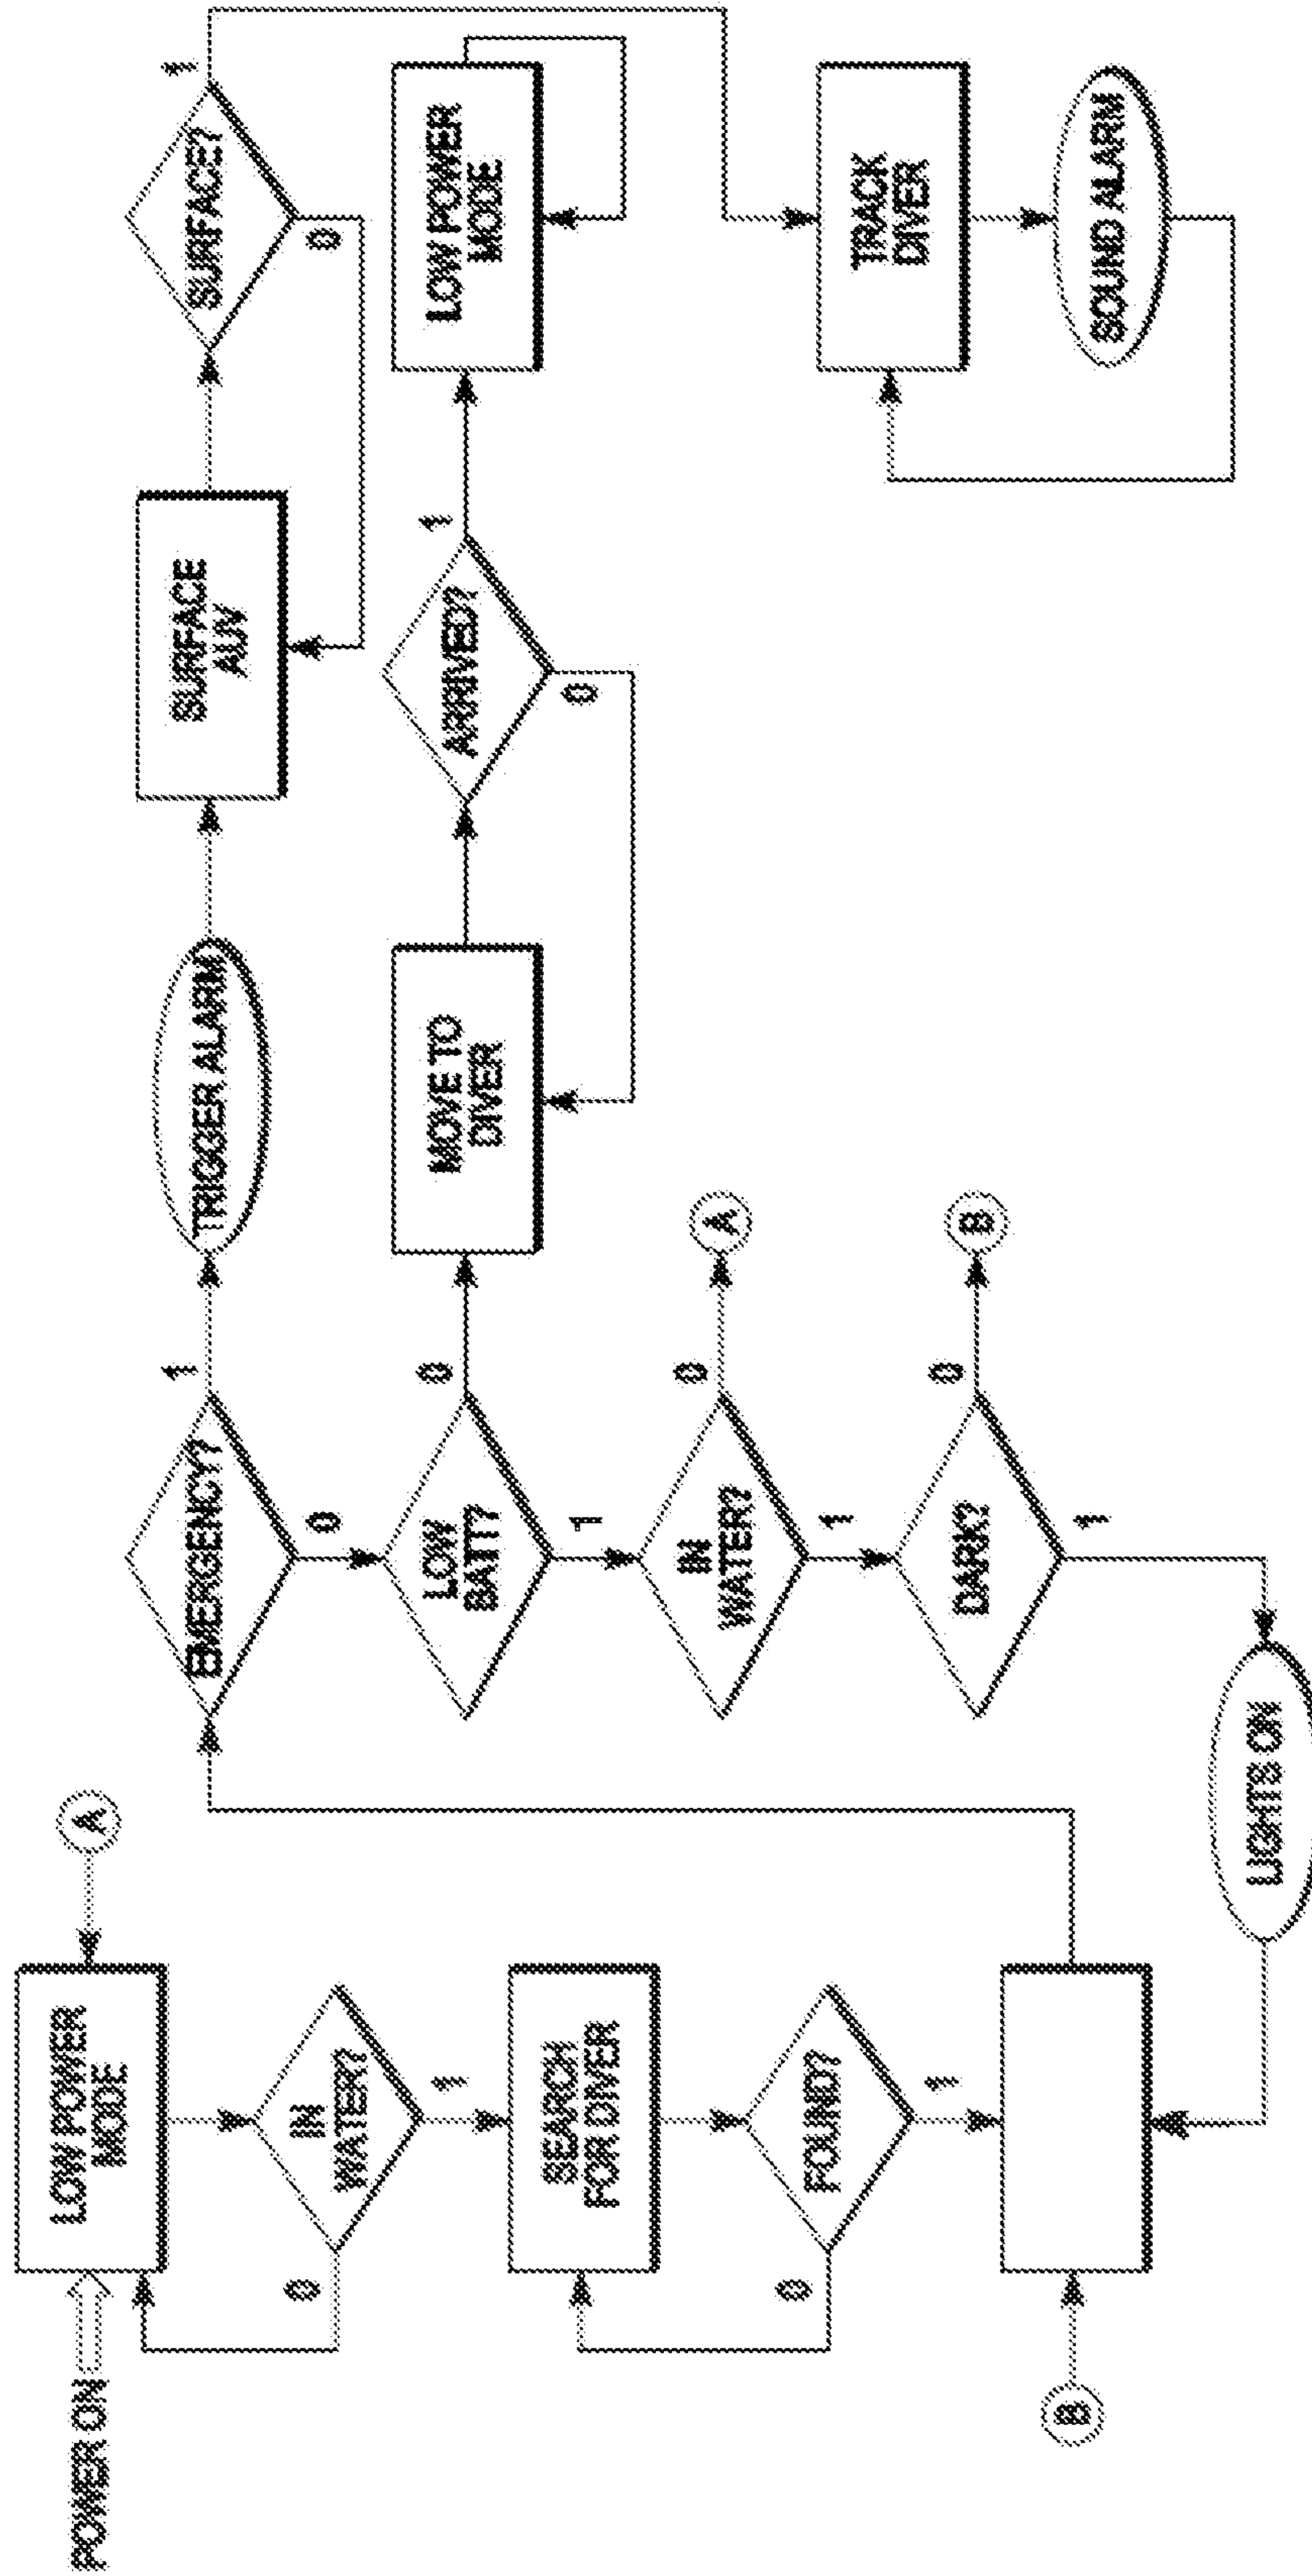 POWER ON
LOW POWER
MODE
A
IN
WATER?
0
1
SEARCH
FOR DIVER
FOUND?
0
1
B
LIGHTS ON
EMERGENCY?
1
0
LOW
BATT?
0
1
IN
WATER?
0
1
A
DARK?
0
1
B
TRIGGER ALARM
SURFACE
AUV
SURFACE?
1
0
MOVE TO
DIVER
ARRIVED?
1
0
LOW POWER
MODE
TRACK
DIVER
SOUND ALARM